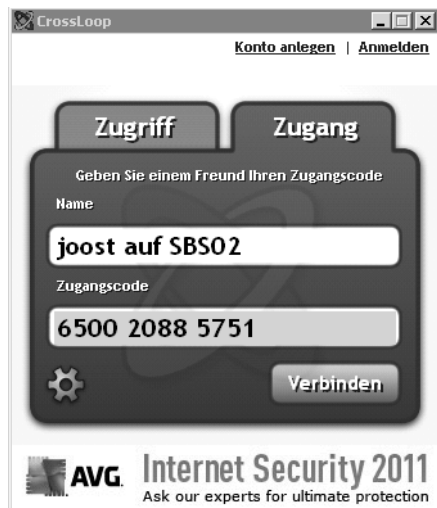 CrossLoop
Konto anlegen | Anmelden
Zugriff Zugang
Geben Sie einem Freund Ihren Zugangscode
Name
joost auf SBS02
Zugangscode
6500 2088 5751
Verbinden
AVG. Internet Security 2011
Ask our experts for ultimate protection